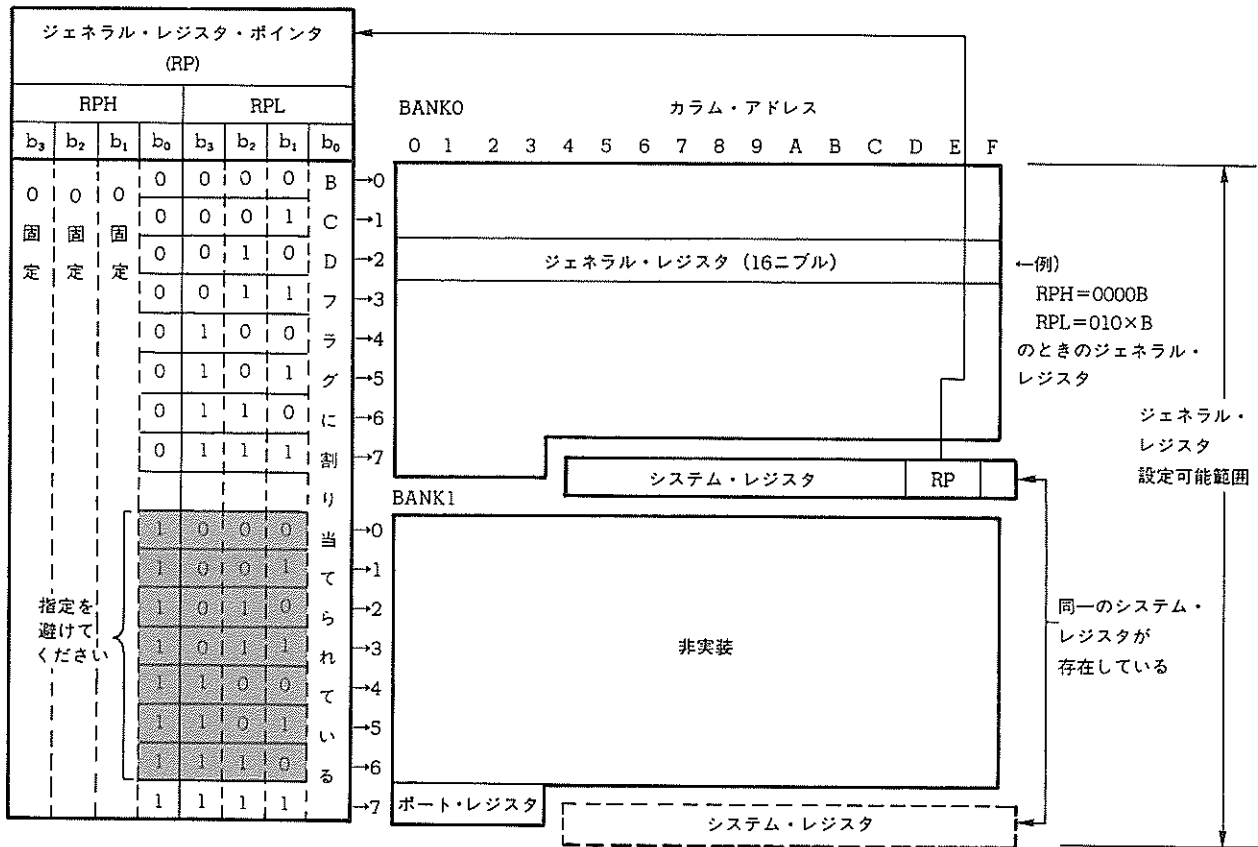 ジェネラル・レジスタ・ポインタ
(RP)
RPH RPL
b₃ b₂ b₁ b₀ b₃ b₂ b₁ b₀
0 0 0
固定 固定 固定
BCDフラグに割り当てられている
0 0 0 0 →0
0 0 0 1 →1
0 0 1 0 →2
0 0 1 1 →3
0 1 0 0 →4
0 1 0 1 →5
0 1 1 0 →6
0 1 1 1 →7
1 0 0 0 →0
1 0 0 1 →1
1 0 1 0 →2
1 0 1 1 →3
1 1 0 0 →4
1 1 0 1 →5
1 1 1 0 →6
1 1 1 1 →7
指定を
避けて
ください
BANK0 カラム・アドレス
0 1 2 3 4 5 6 7 8 9 A B C D E F
ジェネラル・レジスタ (16ニブル)
←例)
RPH=0000B
RPL=010×B
のときのジェネラル・
レジスタ
システム・レジスタ RP
BANK1
非実装
ポート・レジスタ
システム・レジスタ
同一のシステム・
レジスタが
存在している
ジェネラル・
レジスタ
設定可能範囲